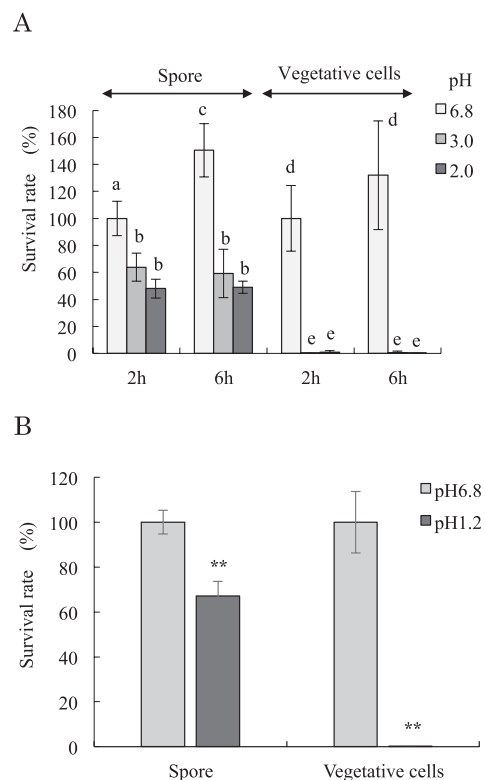 A
Spore
Vegetative cells
pH
6.8
3.0
2.0
Survival rate (%)
180
160
140
120
100
80
60
40
20
0
a
b
b
c
b
b
d
e
e
d
e
e
2h
6h
2h
6h
B
Survival rate (%)
120
100
80
60
40
20
0
pH6.8
pH1.2
**
**
Spore
Vegetative cells